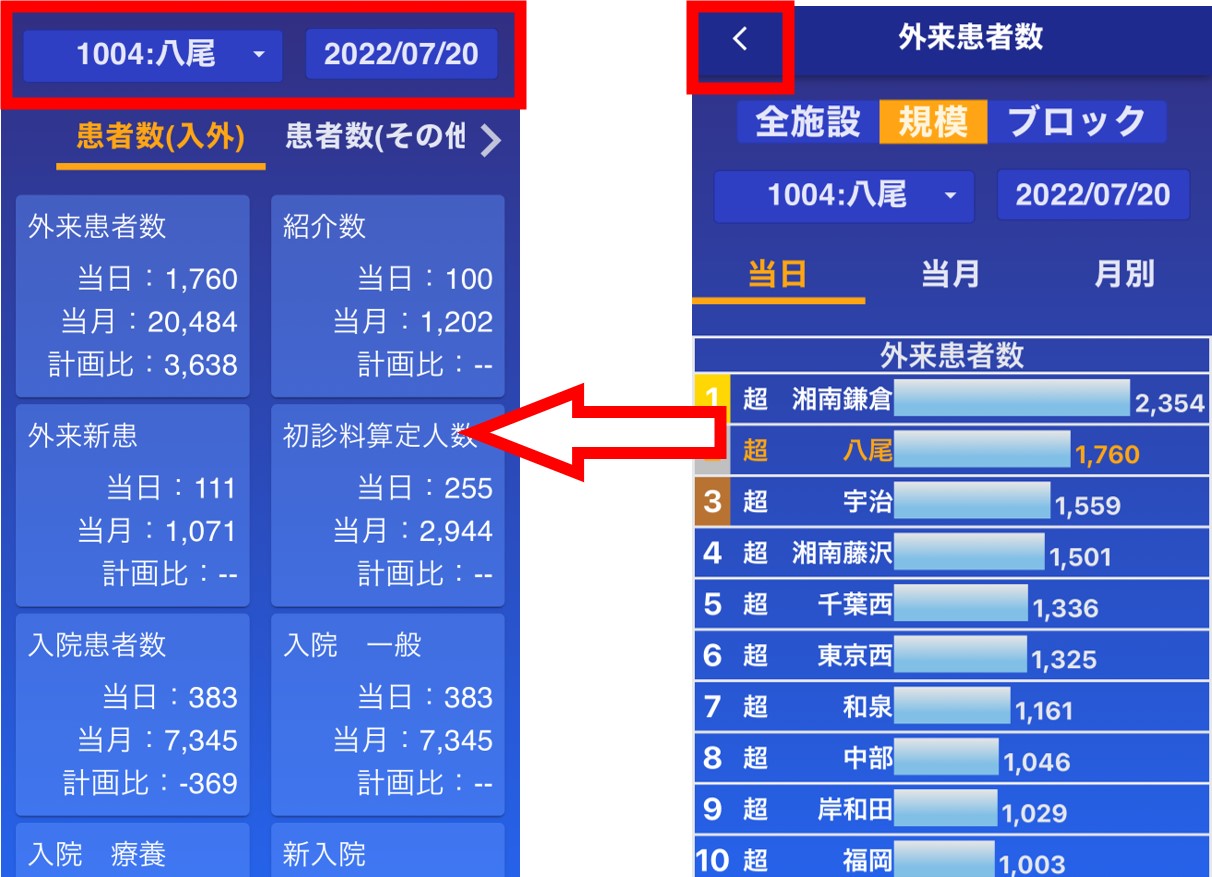 1004:八尾
2022/07/20
患者数(入外)
患者数(その他
外来患者数
当日：1,760
当月：20,484
計画比：3,638
紹介数
当日：100
当月：1,202
計画比：--
外来新患
当日：111
当月：1,071
計画比：--
初診料算定人数
当日：255
当月：2,944
計画比：--
入院患者数
当日：383
当月：7,345
計画比：-369
入院　一般
当日：383
当月：7,345
計画比：--
入院　療養
新入院
外来患者数
全施設 規模 ブロック
1004:八尾
2022/07/20
当日 当月 月別
外来患者数
1 超 湘南鎌倉 2,354
超 八尾 1,760
3 超 宇治 1,559
4 超 湘南藤沢 1,501
5 超 千葉西 1,336
6 超 東京西 1,325
7 超 和泉 1,161
8 超 中部 1,046
9 超 岸和田 1,029
10 超 福岡 1,003